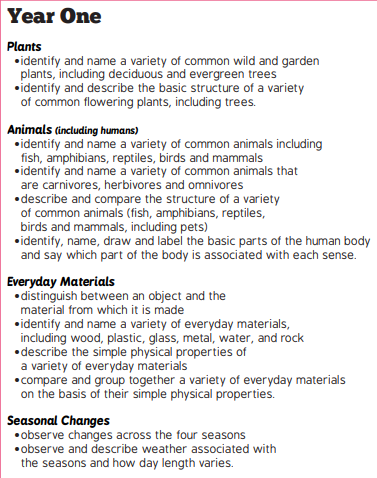 Year One
Plants
•identify and name a variety of common wild and garden
plants, including deciduous and evergreen trees
•identify and describe the basic structure of a variety
of common flowering plants, including trees.
Animals (including humans)
•identify and name a variety of common animals including
fish, amphibians, reptiles, birds and mammals
•identify and name a variety of common animals that
are carnivores, herbivores and omnivores
•describe and compare the structure of a variety
of common animals (fish, amphibians, reptiles,
birds and mammals, including pets)
•identify, name, draw and label the basic parts of the human body
and say which part of the body is associated with each sense.
Everyday Materials
•distinguish between an object and the
material from which it is made
•identify and name a variety of everyday materials,
including wood, plastic, glass, metal, water, and rock
•describe the simple physical properties of
a variety of everyday materials
•compare and group together a variety of everyday materials
on the basis of their simple physical properties.
Seasonal Changes
•observe changes across the four seasons
•observe and describe weather associated with
the seasons and how day length varies.